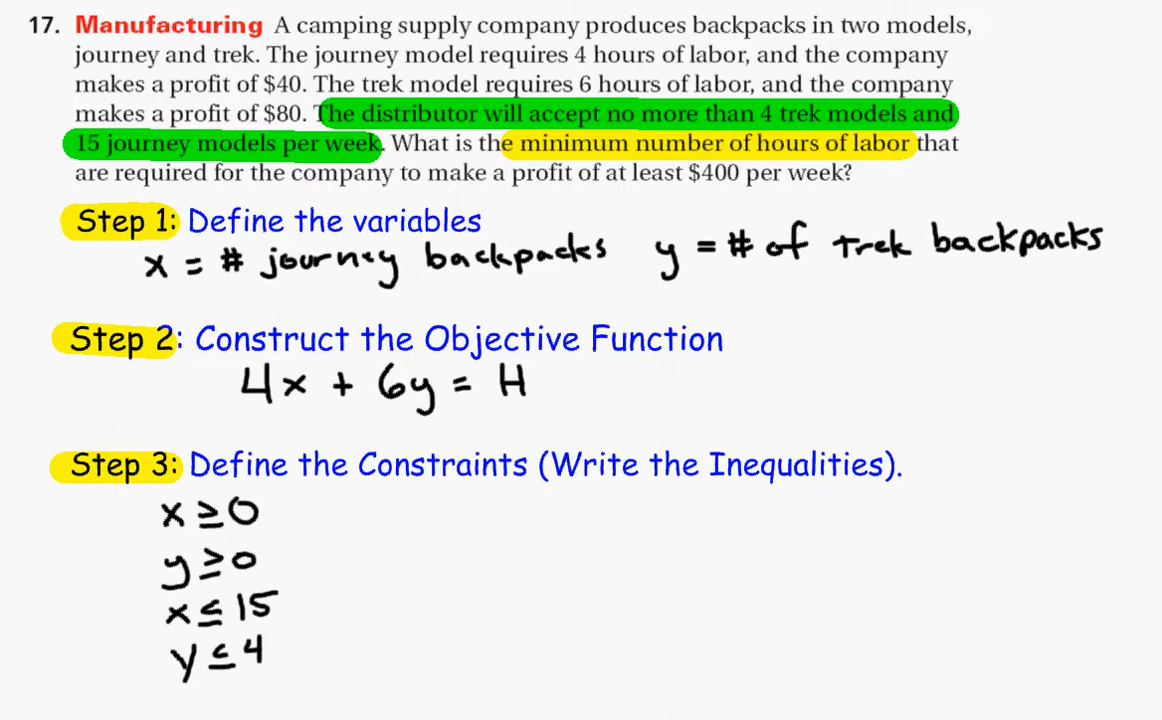 17. Manufacturing A camping supply company produces backpacks in two models,
journey and trek. The journey model requires 4 hours of labor, and the company
makes a profit of $40. The trek model requires 6 hours of labor, and the company
makes a profit of $80. The distributor will accept no more than 4 trek models and
15 journey models per week. What is the minimum number of hours of labor that
are required for the company to make a profit of at least $400 per week?
Step 1: Define the variables
x = # journey backpacks y = # of Trek backpacks
Step 2: Construct the Objective Function
4x + 6y = H
Step 3: Define the Constraints (Write the Inequalities).
x ≥ 0
y ≥ 0
x ≤ 15
y ≤ 4